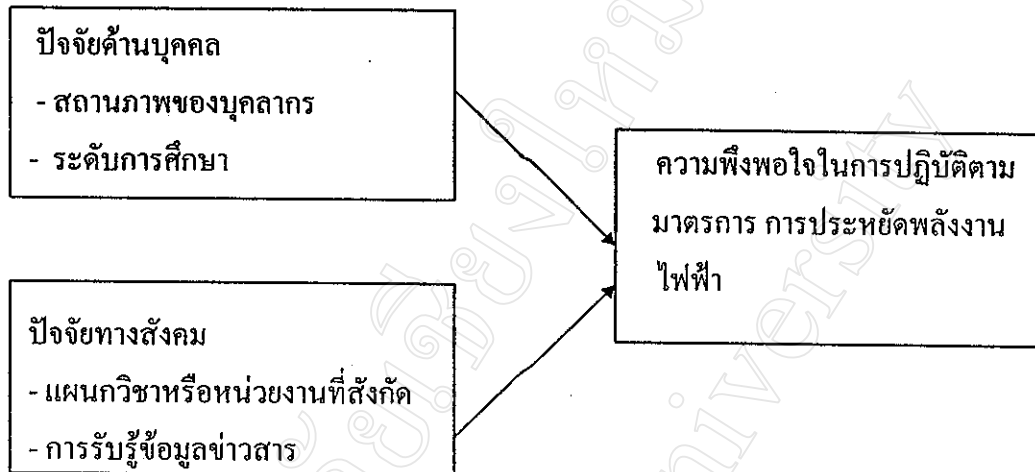 ปัจจัยด้านบุคคล
- สถานภาพของบุคลากร
- ระดับการศึกษา
ความพึงพอใจในการปฏิบัติตาม
มาตรการ การประหยัดพลังงาน
ไฟฟ้า
ปัจจัยทางสังคม
- แผนกวิชาหรือหน่วยงานที่สังกัด
- การรับรู้ข้อมูลข่าวสาร
University